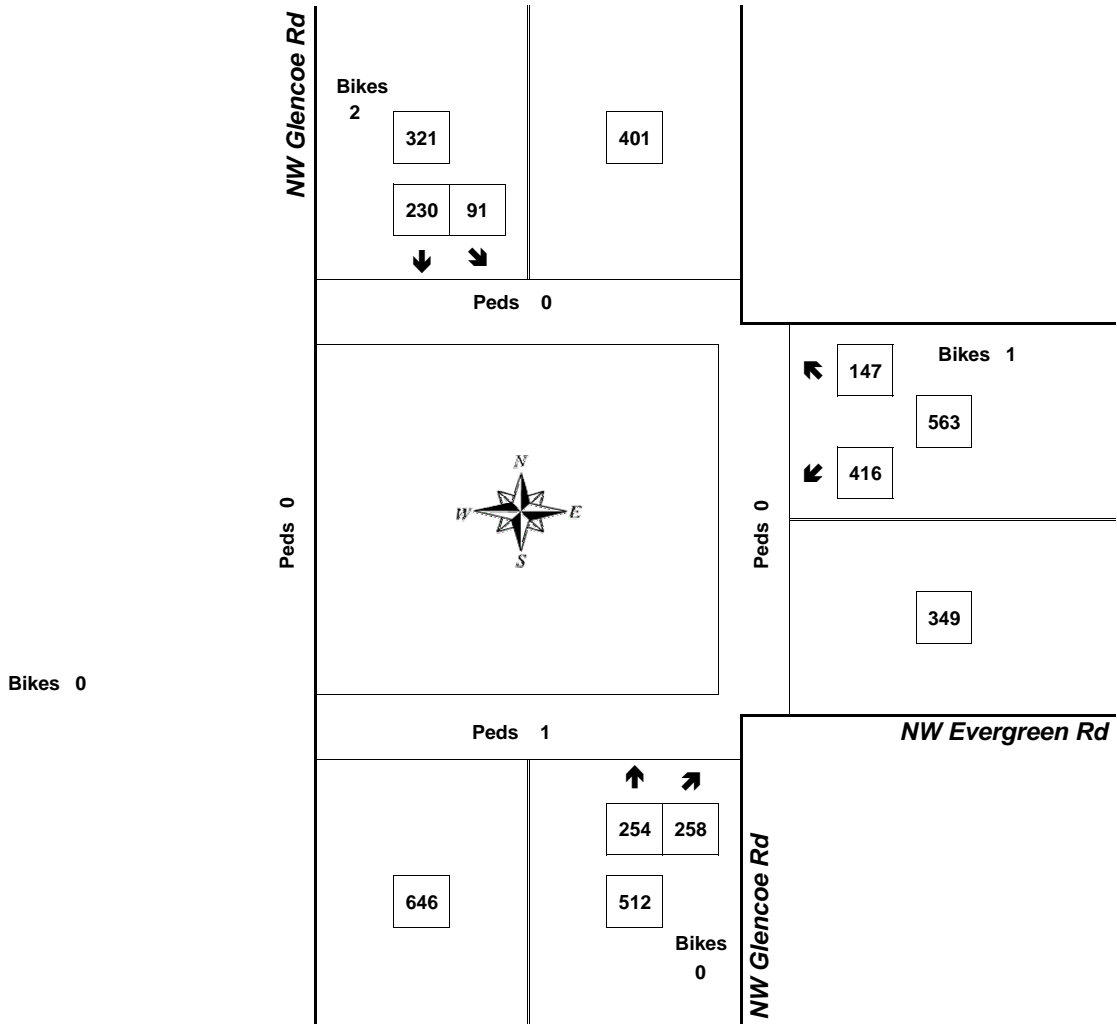 NW Glencoe Rd
Bikes
2
321
401
230 91
Peds 0
147
Bikes 1
563
416
N
W E
S
Peds 0
Peds 0
349
Bikes 0
Peds 1
NW Evergreen Rd
254 258
646
512
NW Glencoe Rd
Bikes
0